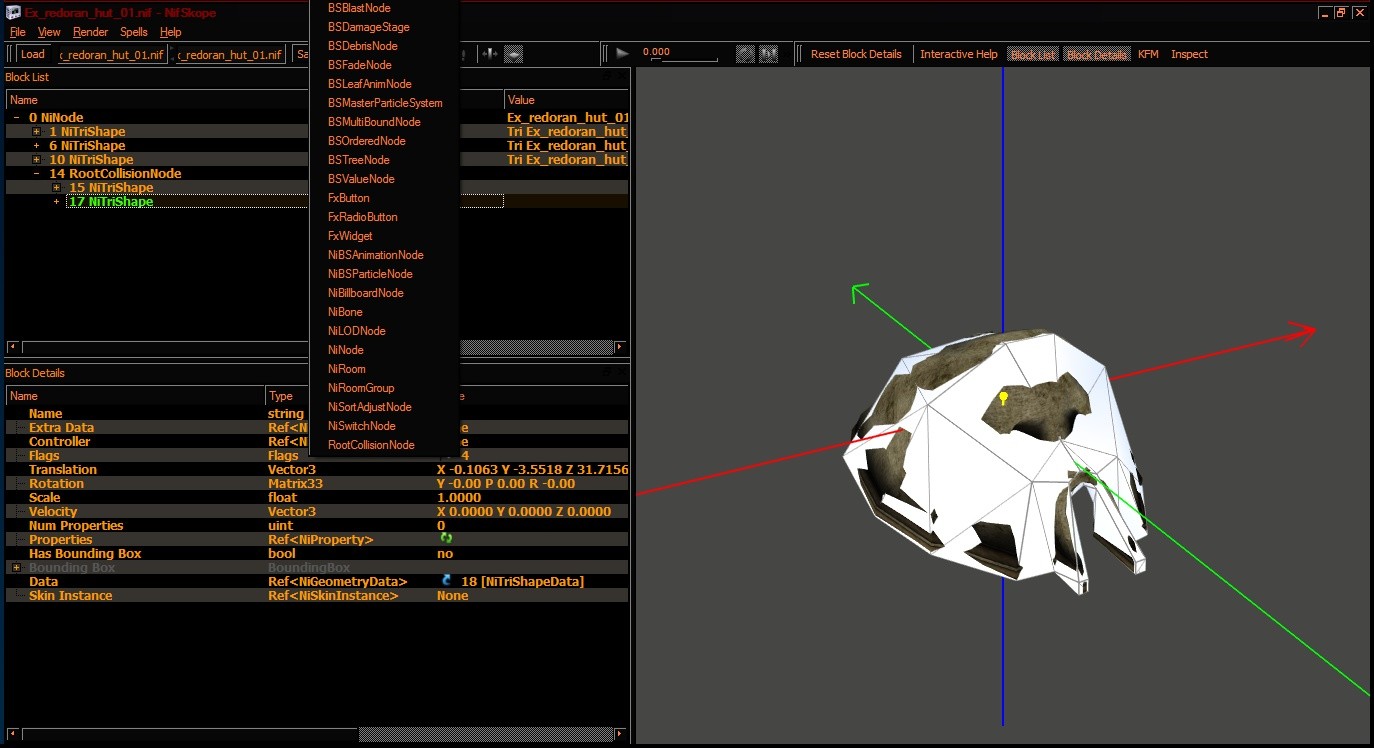 Ex_redoran_hut_01.nif - NifSkope
File View Render Spells Help
Load
_redoran_hut_01.nif
_redoran_hut_01.nif
Sa
0.000
Reset Block Details
Interactive Help
Block List
Block Details
KFM
Inspect
Block List
Name Value
0 NiNode Ex_redoran_hut_01
1 NiTriShape Tri Ex_redoran_hut_
6 NiTriShape Tri Ex_redoran_hut_
10 NiTriShape Tri Ex_redoran_hut_
14 RootCollisionNode
15 NiTriShape
17 NiTriShape
BSBlastNode
BSDamageStage
BSDebrisNode
BSFadeNode
BSLeafAnimNode
BSMasterParticleSystem
BSMultiBoundNode
BSOrderedNode
BSTreeNode
BSValueNode
FxButton
FxRadioButton
FxWidget
NiBSAnimationNode
NiBSParticleNode
NiBillboardNode
NiBone
NiLODNode
NiNode
NiRoom
NiRoomGroup
NiSortAdjustNode
NiSwitchNode
RootCollisionNode
Block Details
Name Type e
Name string
Extra Data Ref<Ni e
Controller Ref<Ni e
Flags Flags 4
Translation Vector3 X -0.1063 Y -3.5518 Z 31.7156
Rotation Matrix33 Y -0.00 P 0.00 R -0.00
Scale float 1.0000
Velocity Vector3 X 0.0000 Y 0.0000 Z 0.0000
Num Properties uint 0
Properties Ref<NiProperty>
Has Bounding Box bool no
Bounding Box BoundingBox
Data Ref<NiGeometryData> 18 [NiTriShapeData]
Skin Instance Ref<NiSkinInstance> None